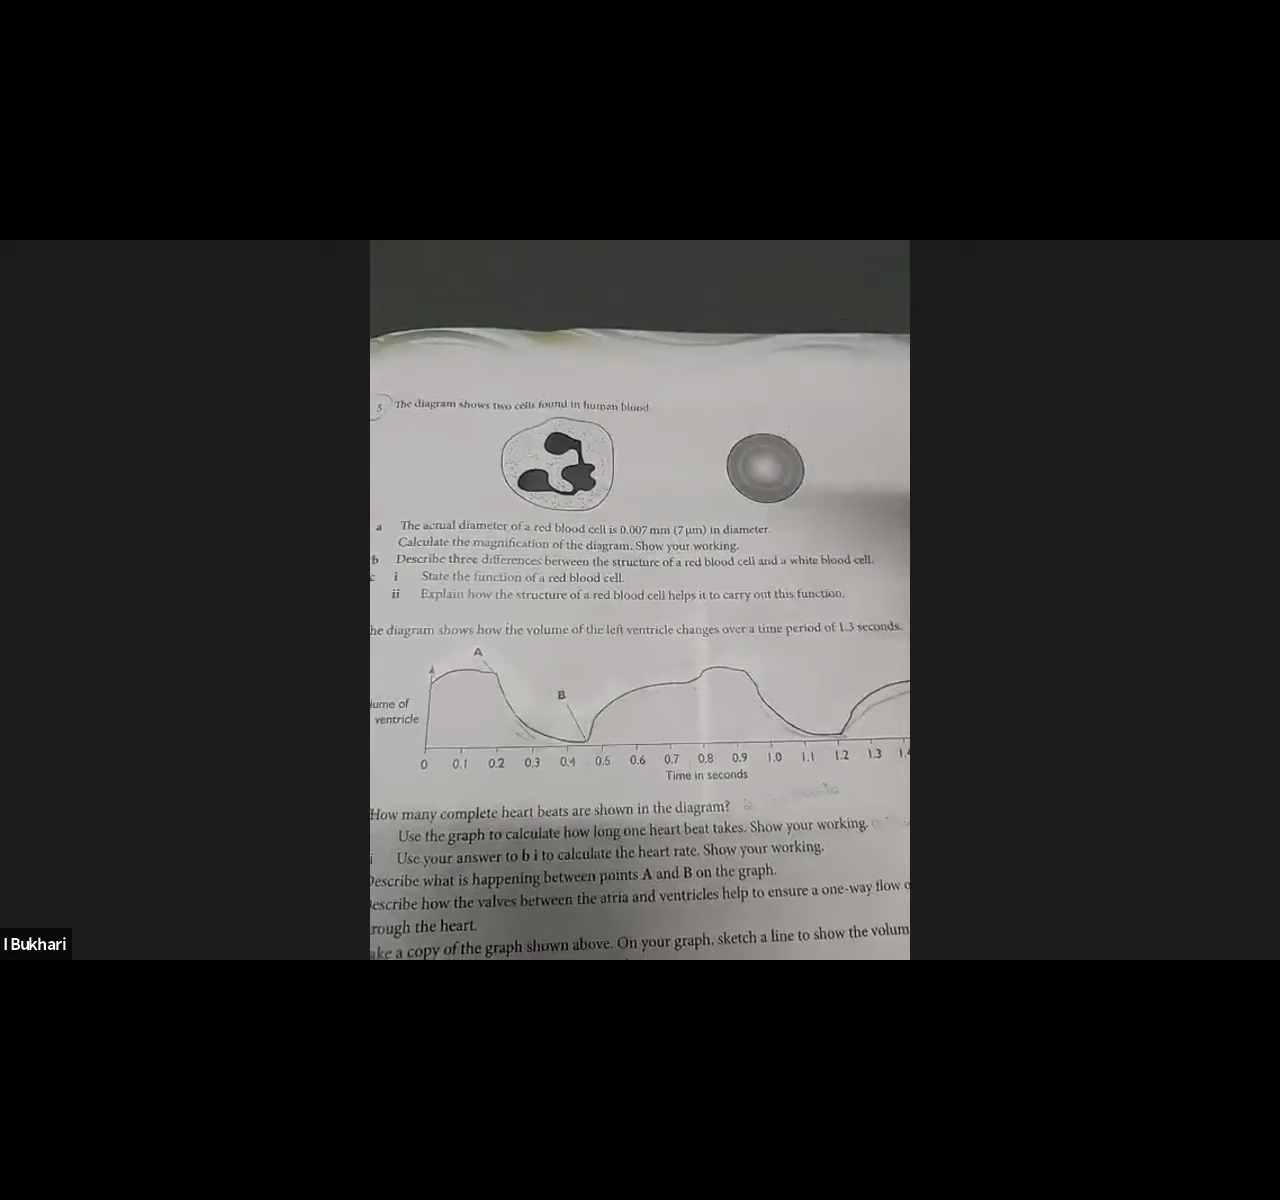 5 The diagram shows two cells found in human blood.
a The actual diameter of a red blood cell is 0.007 mm (7 µm) in diameter.
Calculate the magnification of the diagram. Show your working.
b Describe three differences between the structure of a red blood cell and a white blood cell.
c i State the function of a red blood cell.
ii Explain how the structure of a red blood cell helps it to carry out this function.
he diagram shows how the volume of the left ventricle changes over a time period of 1.3 seconds.
A
B
lume of
ventricle
0 0.1 0.2 0.3 0.4 0.5 0.6 0.7 0.8 0.9 1.0 1.1 1.2 1.3 1.4
Time in seconds
How many complete heart beats are shown in the diagram?
Use the graph to calculate how long one heart beat takes. Show your working.
i Use your answer to b i to calculate the heart rate. Show your working.
Describe what is happening between points A and B on the graph.
escribe how the valves between the atria and ventricles help to ensure a one-way flow o
rough the heart.
ake a copy of the graph shown above. On your graph, sketch a line to show the volum
I Bukhari